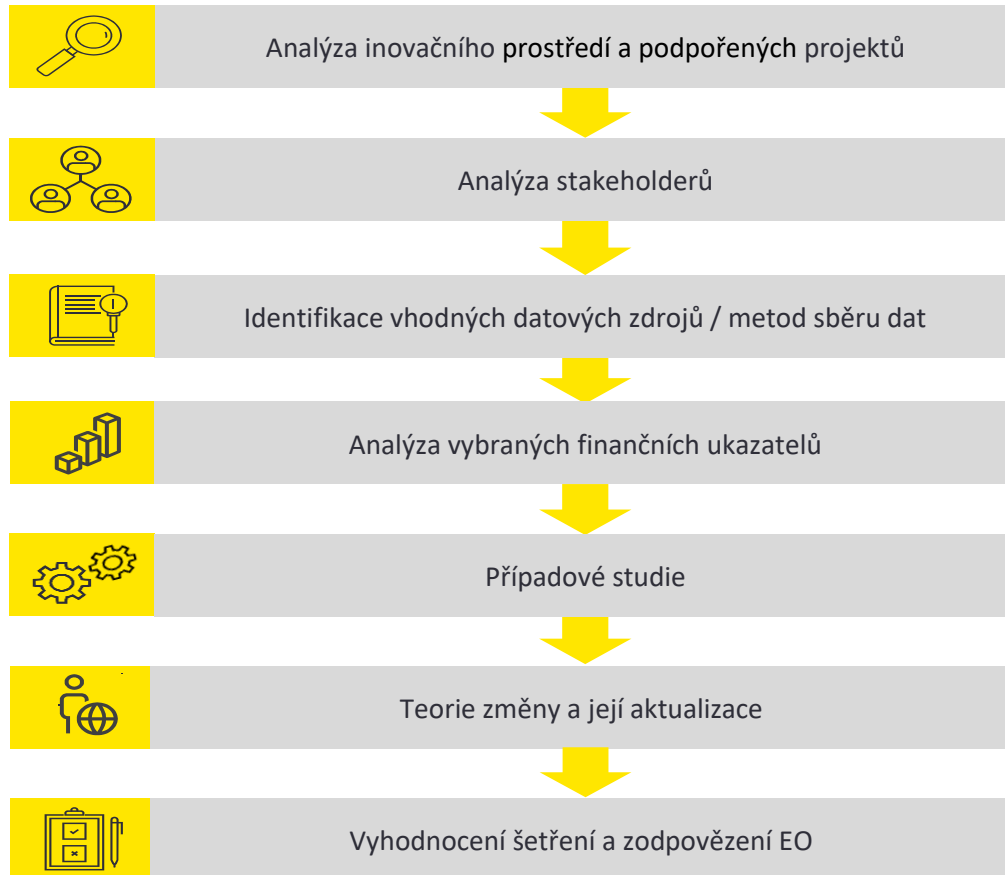 Analýza inovačního prostředí a podpořených projektů
Analýza stakeholderů
Identifikace vhodných datových zdrojů / metod sběru dat
Analýza vybraných finančních ukazatelů
Případové studie
Teorie změny a její aktualizace
Vyhodnocení šetření a zodpovězení EO